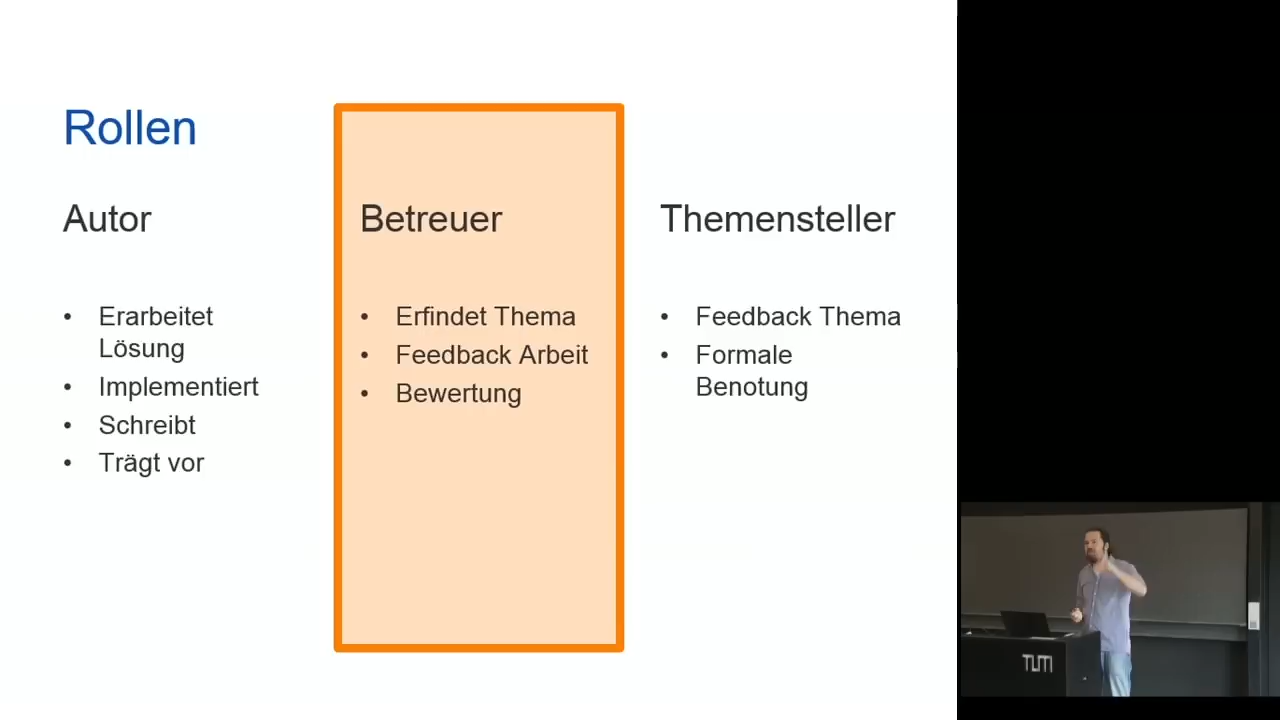 Rollen
Autor
• Erarbeitet
Lösung
• Implementiert
• Schreibt
• Trägt vor
Betreuer
• Erfindet Thema
• Feedback Arbeit
• Bewertung
Themensteller
• Feedback Thema
• Formale
Benotung
TUM